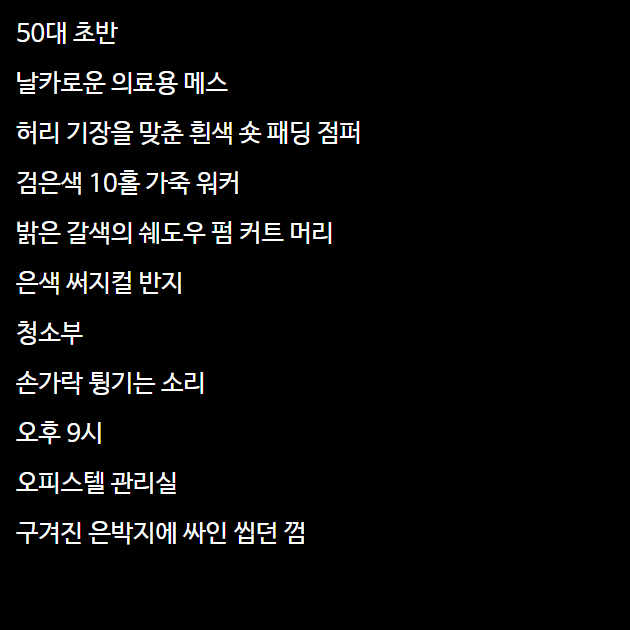 50대 초반
날카로운 의료용 메스
허리 기장을 맞춘 흰색 숏 패딩 점퍼
검은색 10홀 가죽 워커
밝은 갈색의 쉐도우 펌 커트 머리
은색 써지컬 반지
청소부
손가락 튕기는 소리
오후 9시
오피스텔 관리실
구겨진 은박지에 싸인 씹던 껌